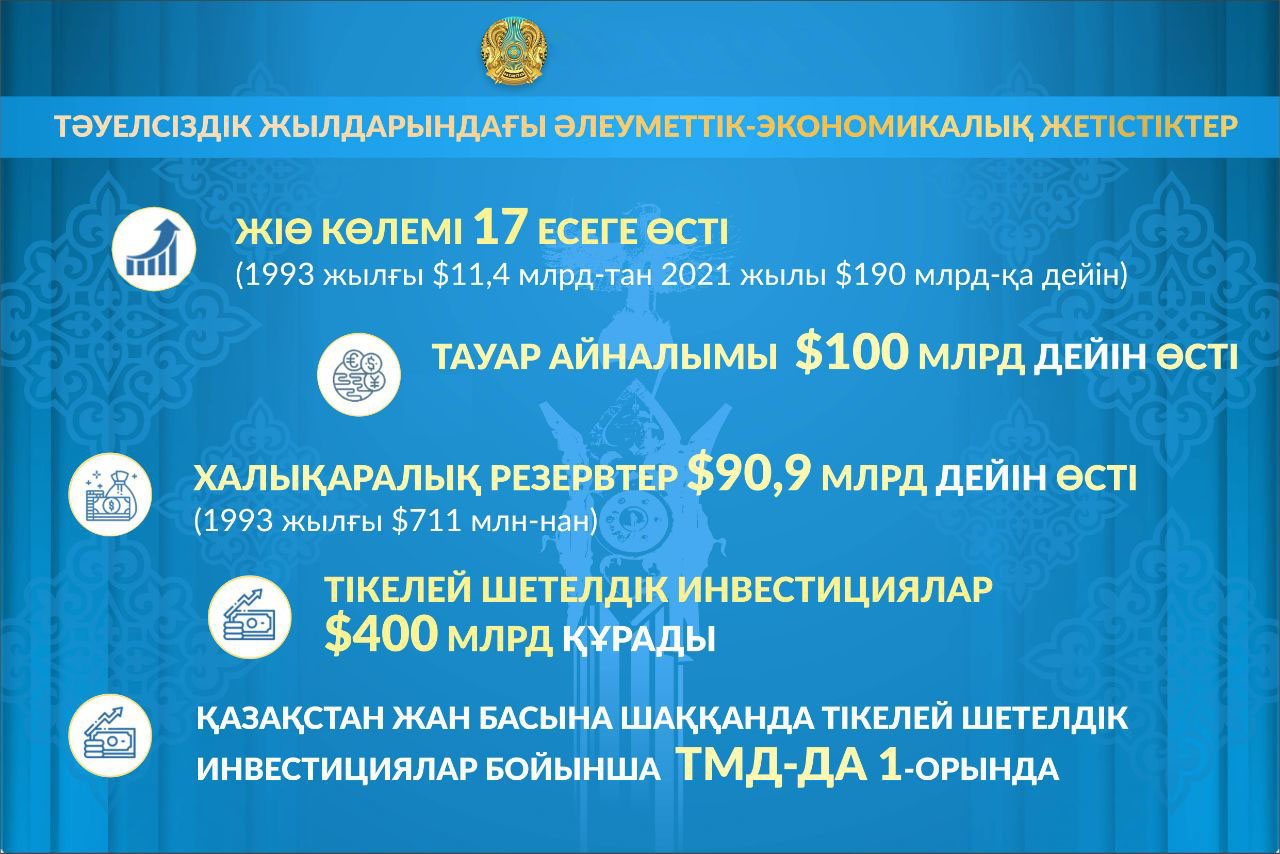 ТӘУЕЛСІЗДІК ЖЫЛДАРЫНДАҒЫ ӘЛЕУМЕТТІК-ЭКОНОМИКАЛЫҚ ЖЕТІСТІКТЕР
ЖІӨ КӨЛЕМІ 17 ЕСЕГЕ ӨСТІ
(1993 жылғы $11,4 млрд-тан 2021 жылы $190 млрд-қа дейін)
ТАУАР АЙНАЛЫМЫ $100 МЛРД ДЕЙІН ӨСТІ
ХАЛЫҚАРАЛЫҚ РЕЗЕРВТЕР $90,9 МЛРД ДЕЙІН ӨСТІ
(1993 жылғы $711 млн-нан)
ТІКЕЛЕЙ ШЕТЕЛДІК ИНВЕСТИЦИЯЛАР
$400 МЛРД ҚҰРАДЫ
ҚАЗАҚСТАН ЖАН БАСЫНА ШАҚҚАНДА ТІКЕЛЕЙ ШЕТЕЛДІК
ИНВЕСТИЦИЯЛАР БОЙЫНША ТМД-ДА 1-ОРЫНДА